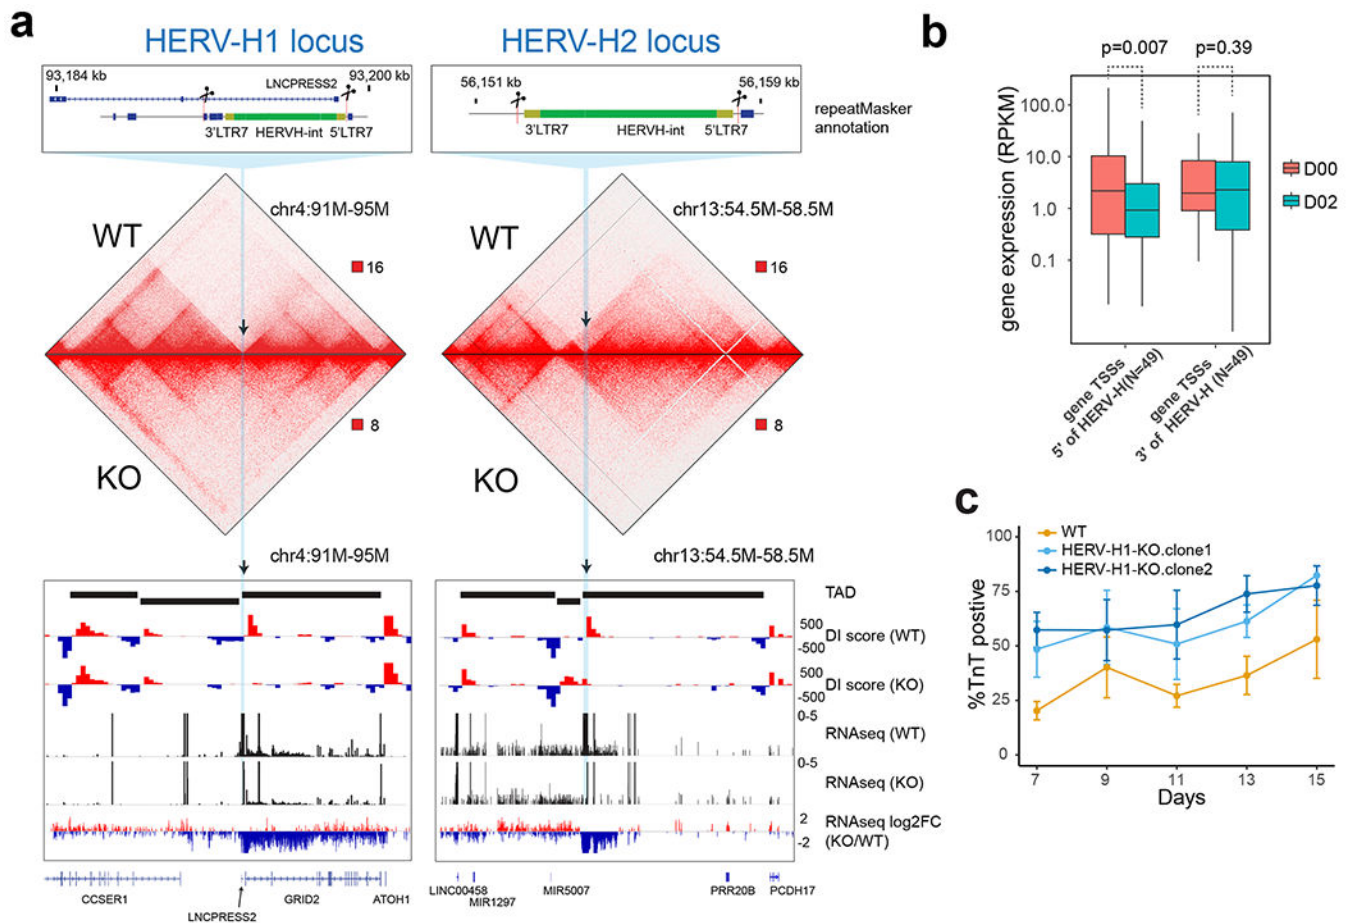 a
HERV-H1 locus
HERV-H2 locus
93,184 kb
93,200 kb
LNCPRESS2
3'LTR7
HERVH-int
5'LTR7
56,151 kb
56,159 kb
3'LTR7
HERVH-int
5'LTR7
repeatMasker
annotation
WT
chr4:91M-95M
16
KO
8
chr4:91M-95M
WT
chr13:54.5M-58.5M
16
KO
8
chr13:54.5M-58.5M
TAD
500
-500
DI score (WT)
500
-500
DI score (KO)
0-5
RNAseq (WT)
0-5
RNAseq (KO)
2
-2
RNAseq log2FC
(KO/WT)
CCSER1
LNCPRESS2
GRID2
ATOH1
LINC00458
MIR1297
MIR5007
PRR20B
PCDH17
b
p=0.007
p=0.39
gene expression (RPKM)
100.0
10.0
1.0
0.1
D00
D02
gene TSSs
5' of HERV-H(N=49)
gene TSSs
3' of HERV-H (N=49)
c
%TnT postive
100
75
50
25
0
WT
HERV-H1-KO.clone1
HERV-H1-KO.clone2
7
9
11
13
15
Days